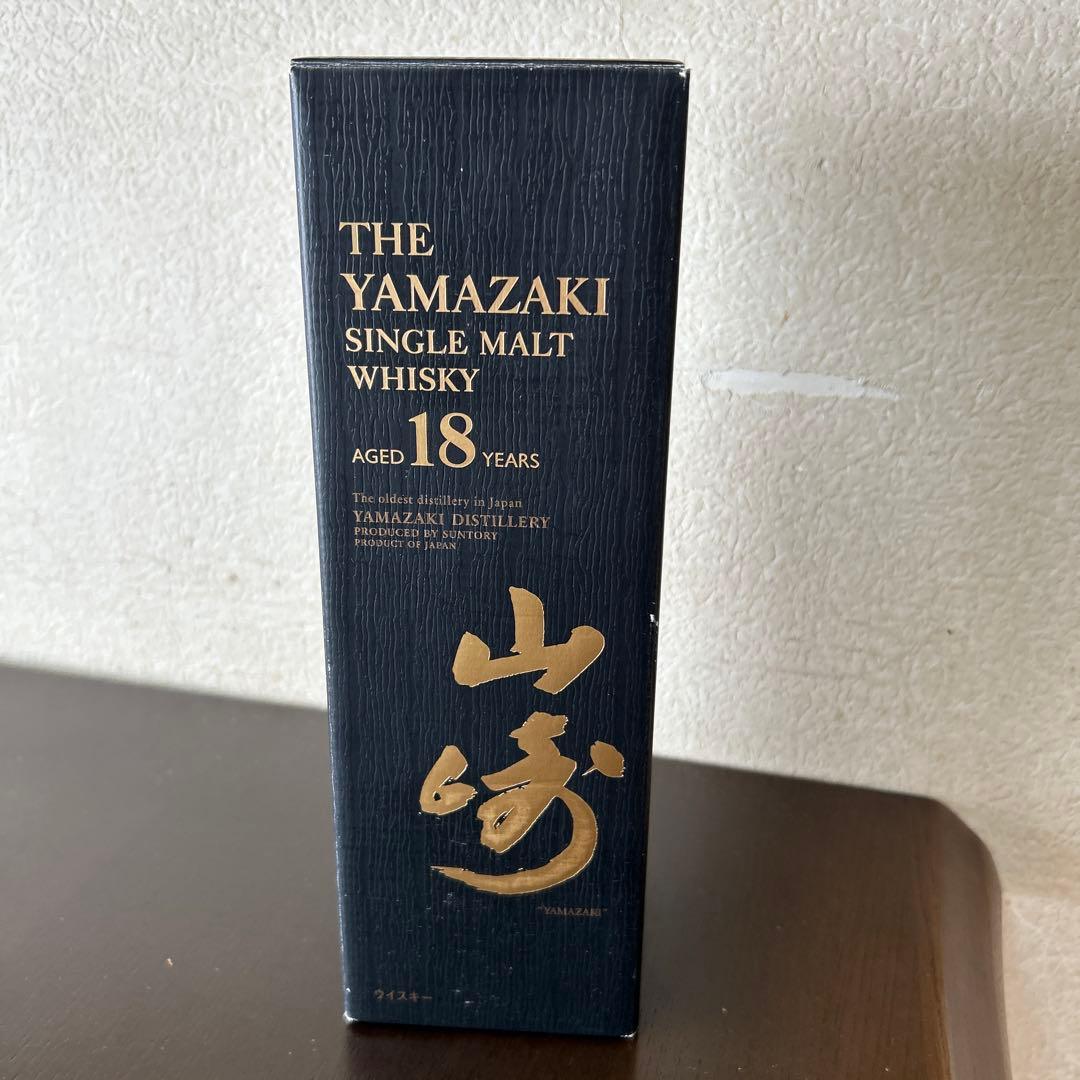 THE
YAMAZAKI
SINGLE MALT
WHISKY
AGED 18 YEARS
The oldest distillery in Japan
YAMAZAKI DISTILLERY
PRODUCED BY SUNTORY
PRODUCT OF JAPAN
山
崎
"YAMAZAKI"
ウイスキー